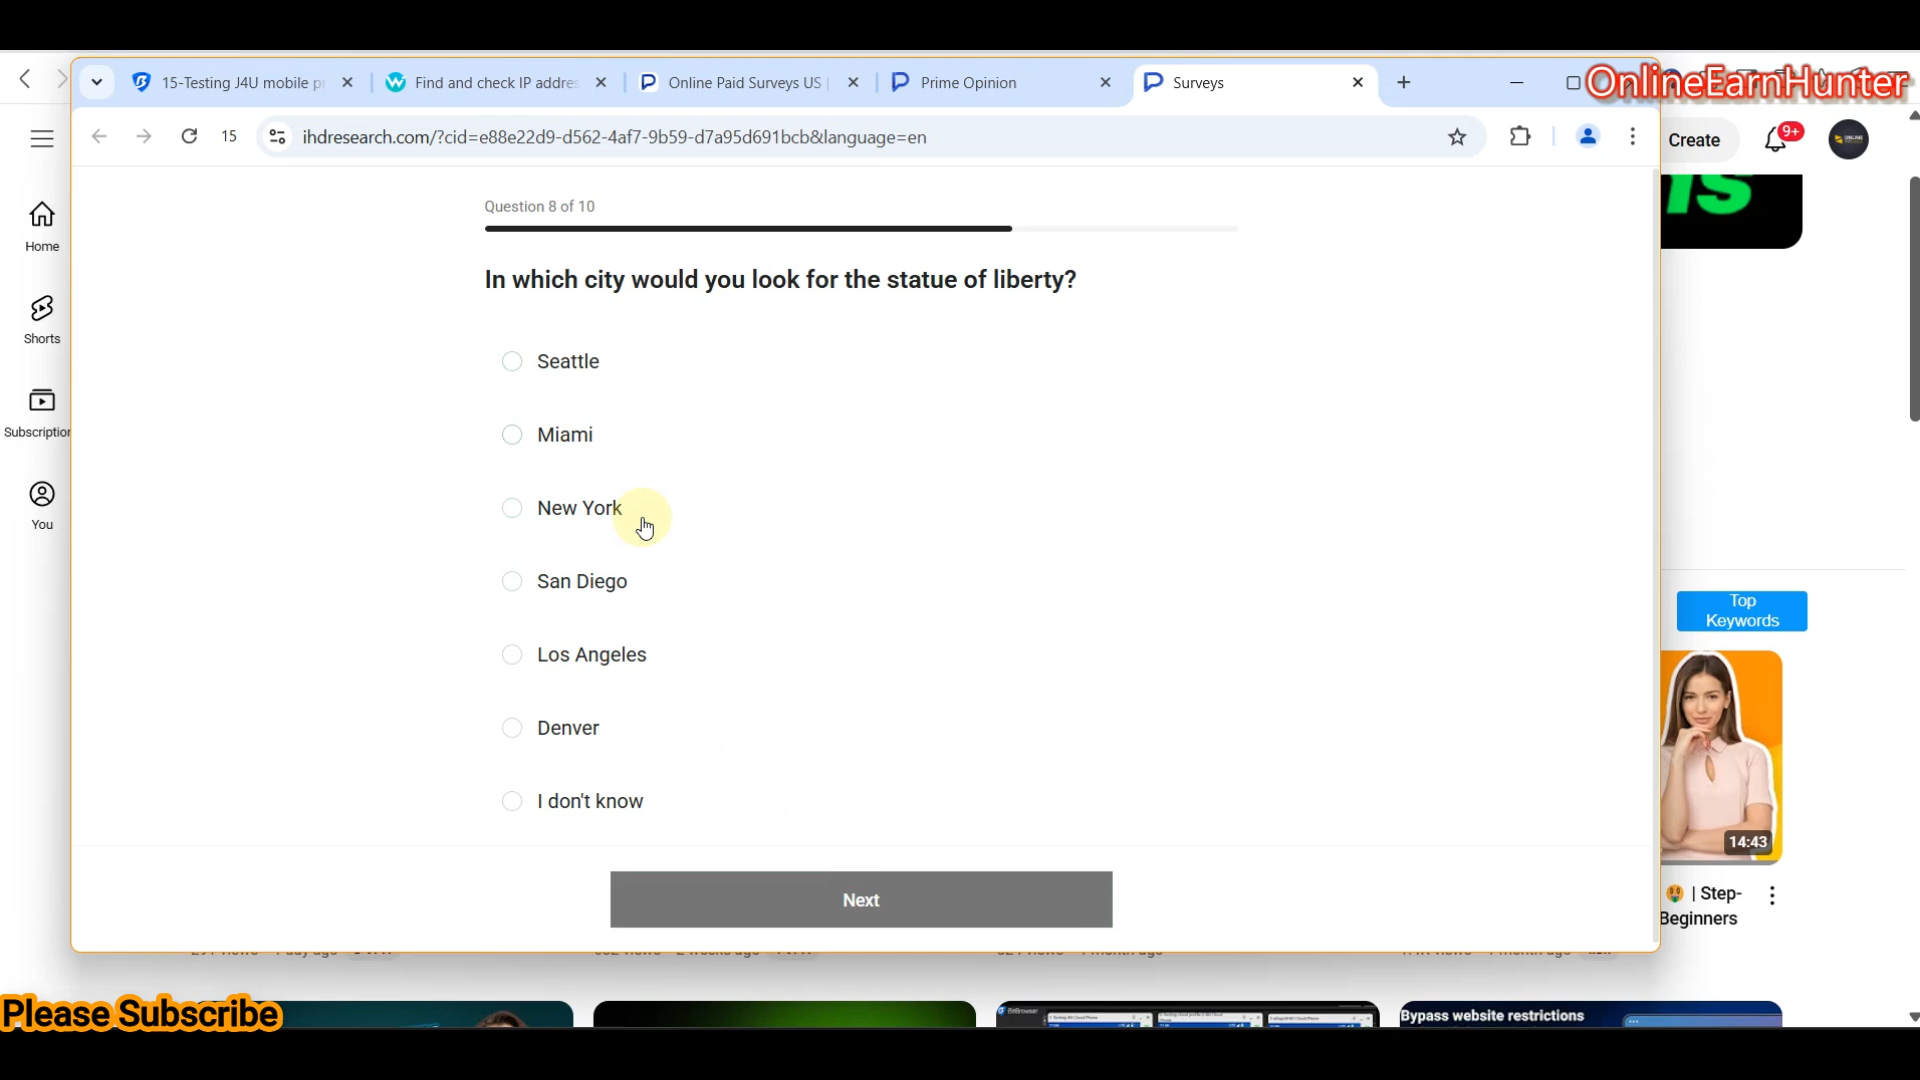 15-Testing J4U mobile pr
Find and check IP addres
Online Paid Surveys US |
Prime Opinion
Surveys
OnlineEarnHunter
15
ihdresearch.com/?cid=e88e22d9-d562-4af7-9b59-d7a95d691bcb&language=en
Create
9+
Home
Shorts
Subscription
You
Question 8 of 10
In which city would you look for the statue of liberty?
Seattle
Miami
New York
San Diego
Los Angeles
Denver
I don't know
Next
Top
Keywords
14:43
🤑 | Step-
Beginners
Please Subscribe
BitBrowser
Bypass website restrictions